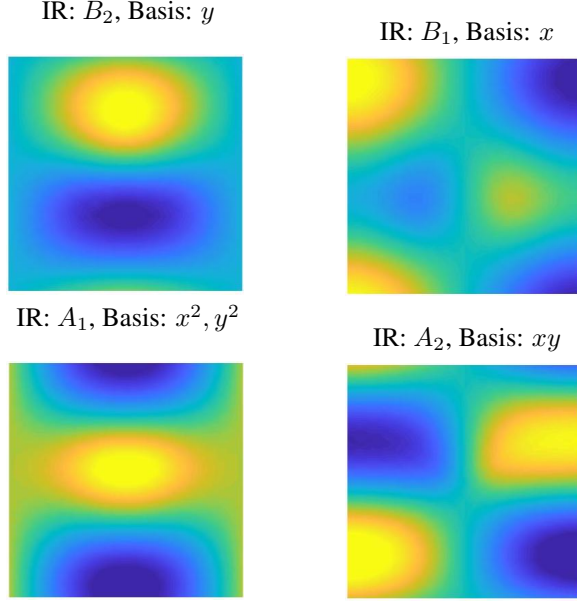 IR: B₂, Basis: y
IR: B₁, Basis: x
IR: A₁, Basis: x², y²
IR: A₂, Basis: xy